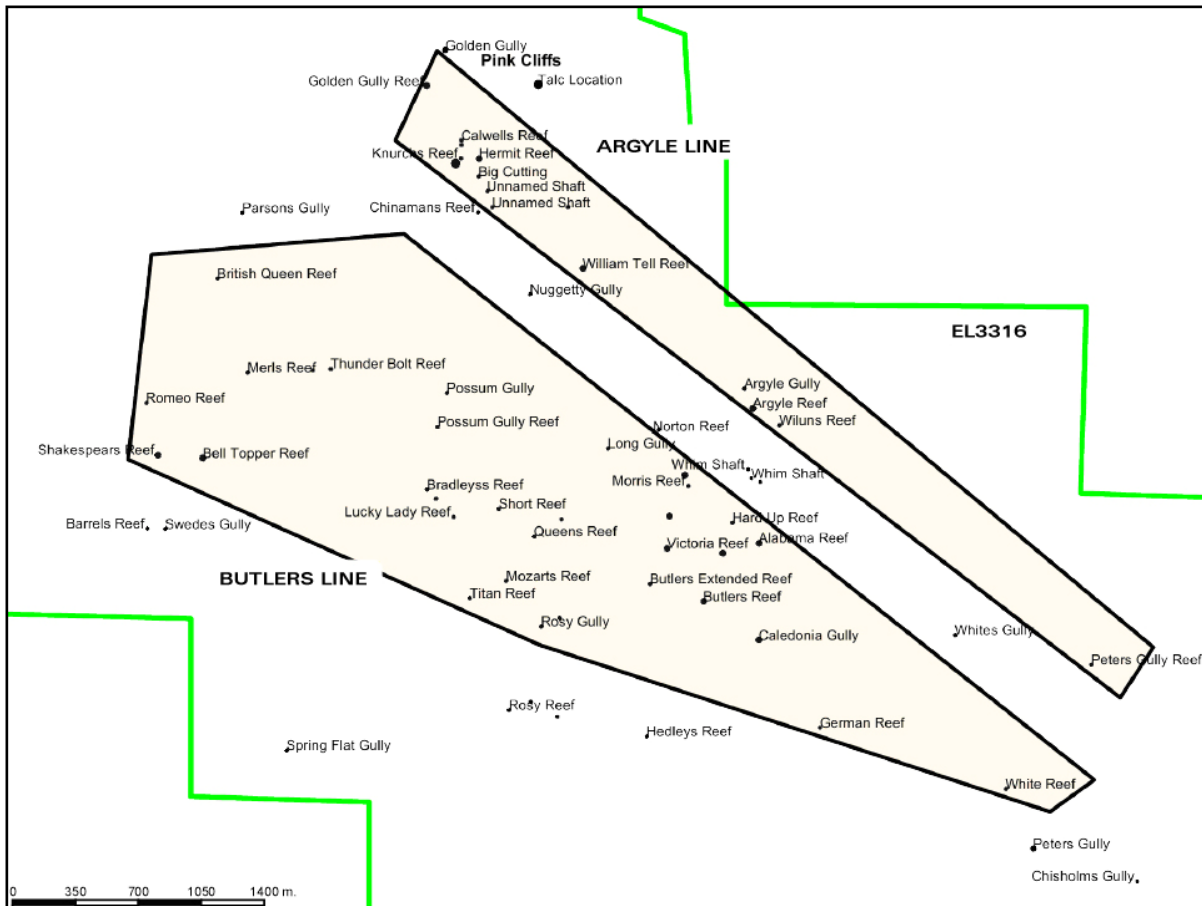 Golden Gully
Pink Cliffs
Golden Gully Reef
Talc Location
Calwells Reef
ARGYLE LINE
Knurchs Reef
Hermit Reef
Big Cutting
Unnamed Shaft
Parsons Gully
Chinamans Reef
Unnamed Shaft
William Tell Reef
British Queen Reef
Nuggetty Gully
EL3316
Merls Reef
Thunder Bolt Reef
Possum Gully
Argyle Gully
Romeo Reef
Argyle Reef
Possum Gully Reef
Norton Reef
Wiluns Reef
Shakespears Reef
Bell Topper Reef
Long Gully
Whim Shaft
Whim Shaft
Morris Reef
Bradleyss Reef
Short Reef
Lucky Lady Reef
Barrels Reef
Swedes Gully
Queens Reef
Hard Up Reef
Victoria Reef
Alabama Reef
BUTLERS LINE
Mozarts Reef
Butlers Extended Reef
Titan Reef
Butlers Reef
Rosy Gully
Caledonia Gully
Whites Gully
Peters Gully Reef
Rosy Reef
Hedleys Reef
German Reef
Spring Flat Gully
White Reef
Peters Gully
Chisholms Gully
0 350 700 1050 1400 m.